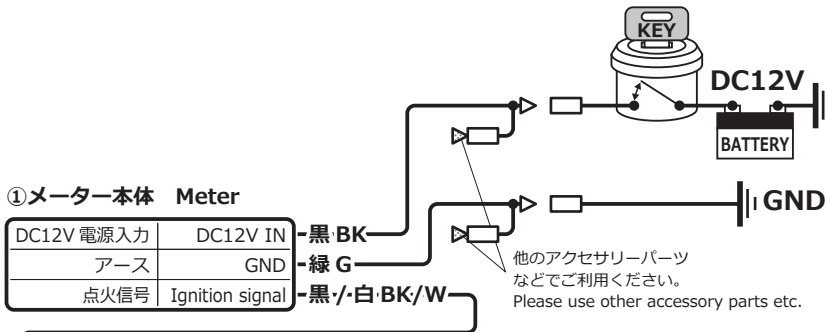 KEY
DC12V
BATTERY
①メーター本体 Meter
DC12V 電源入力 DC12V IN 黒 BK
アース GND 緑 G
点火信号 Ignition signal 黒/白 BK/W
GND
他のアクセサリーパーツ
などでご利用ください。
Please use other accessory parts etc.